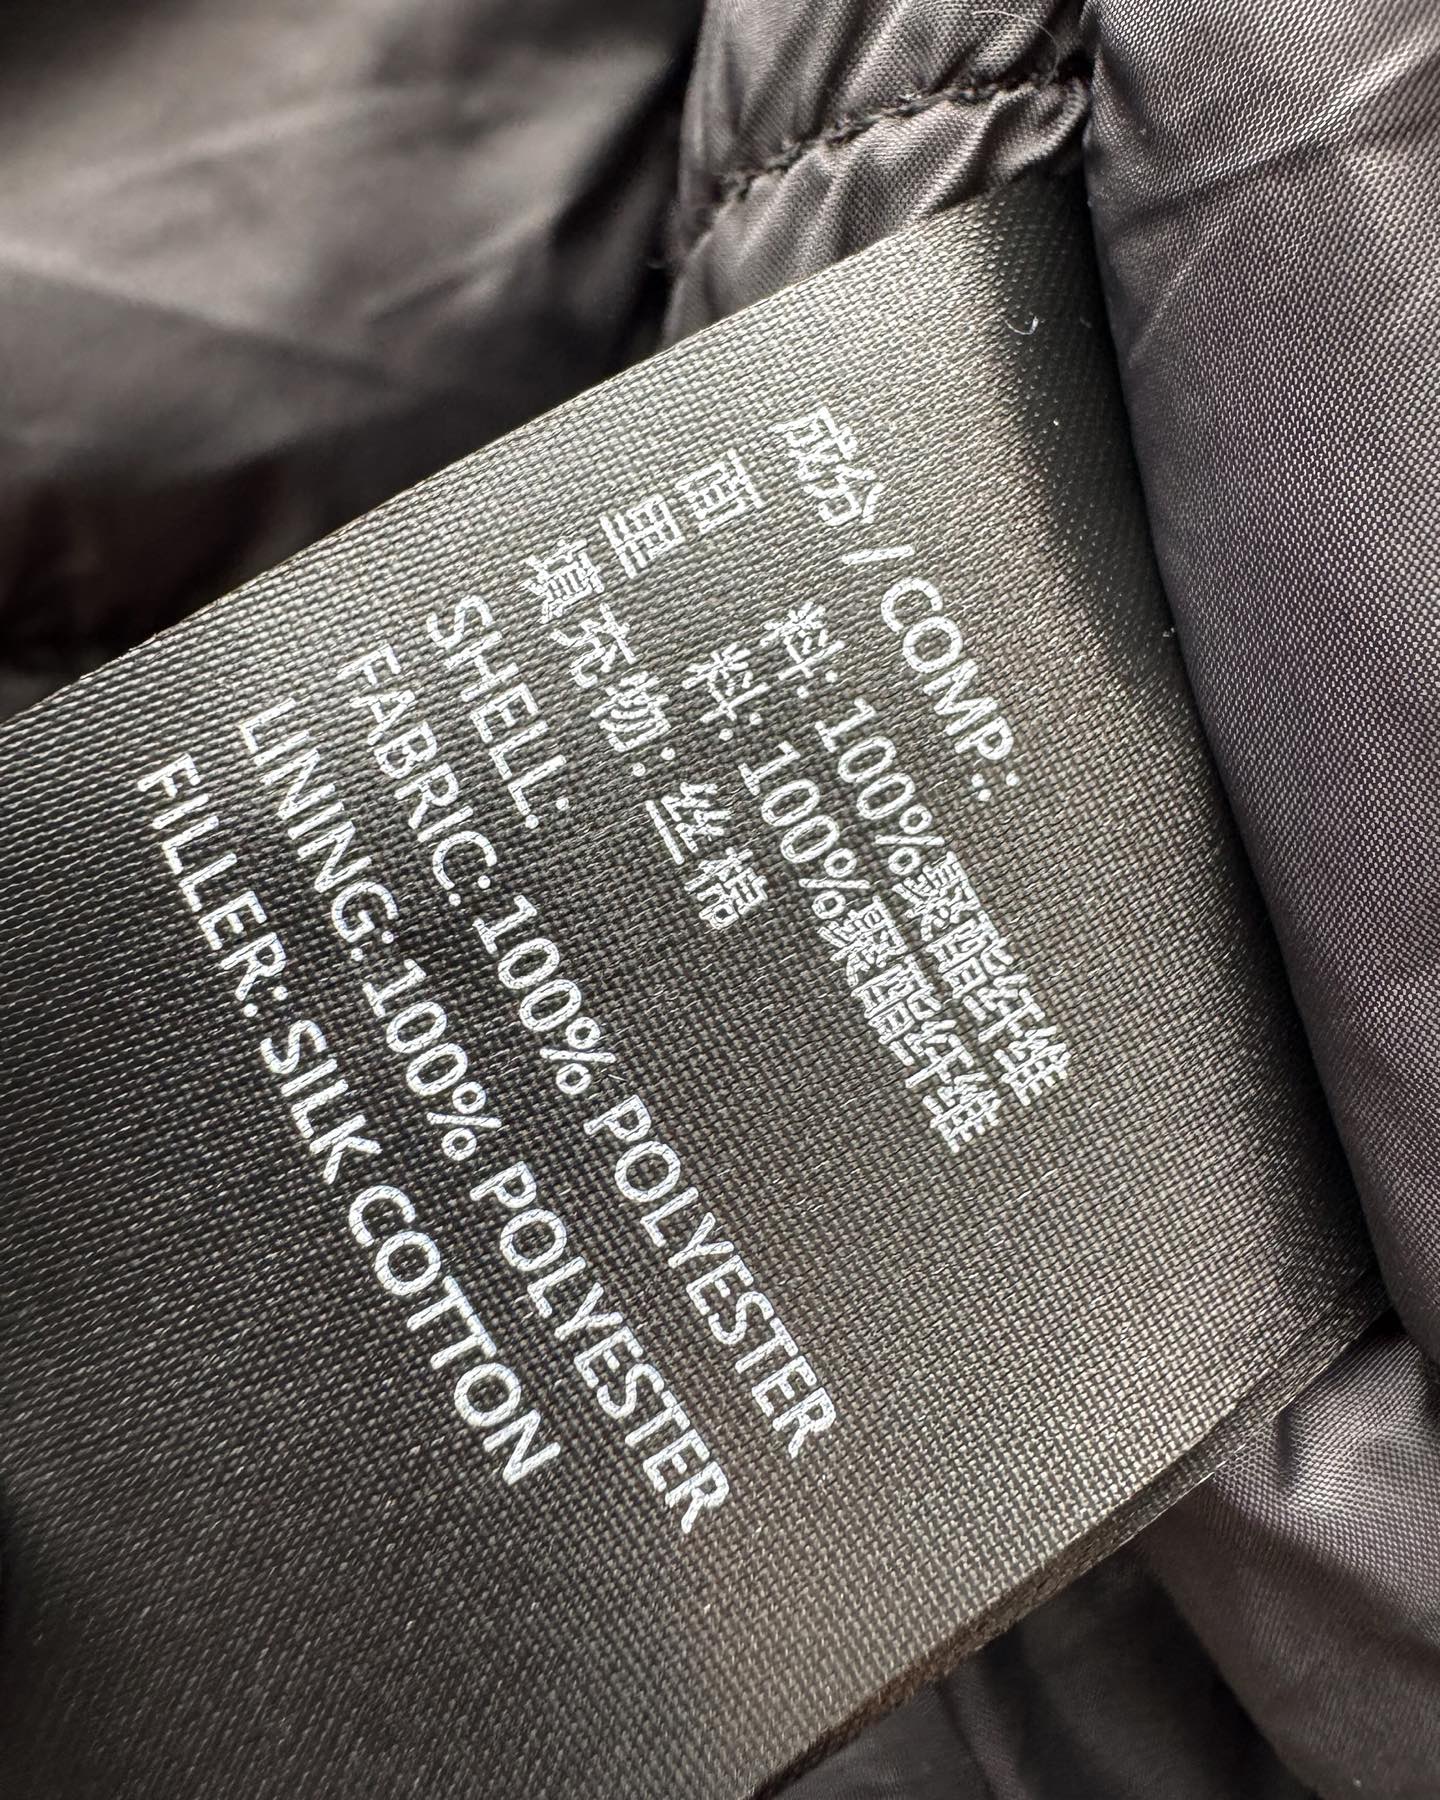 成份 / COMP.:
面 料: 100%聚酯纤维
里 料: 100%聚酯纤维
填充物: 丝棉
SHELL:
FABRIC: 100% POLYESTER
LINING: 100% POLYESTER
FILLER: SILK COTTON